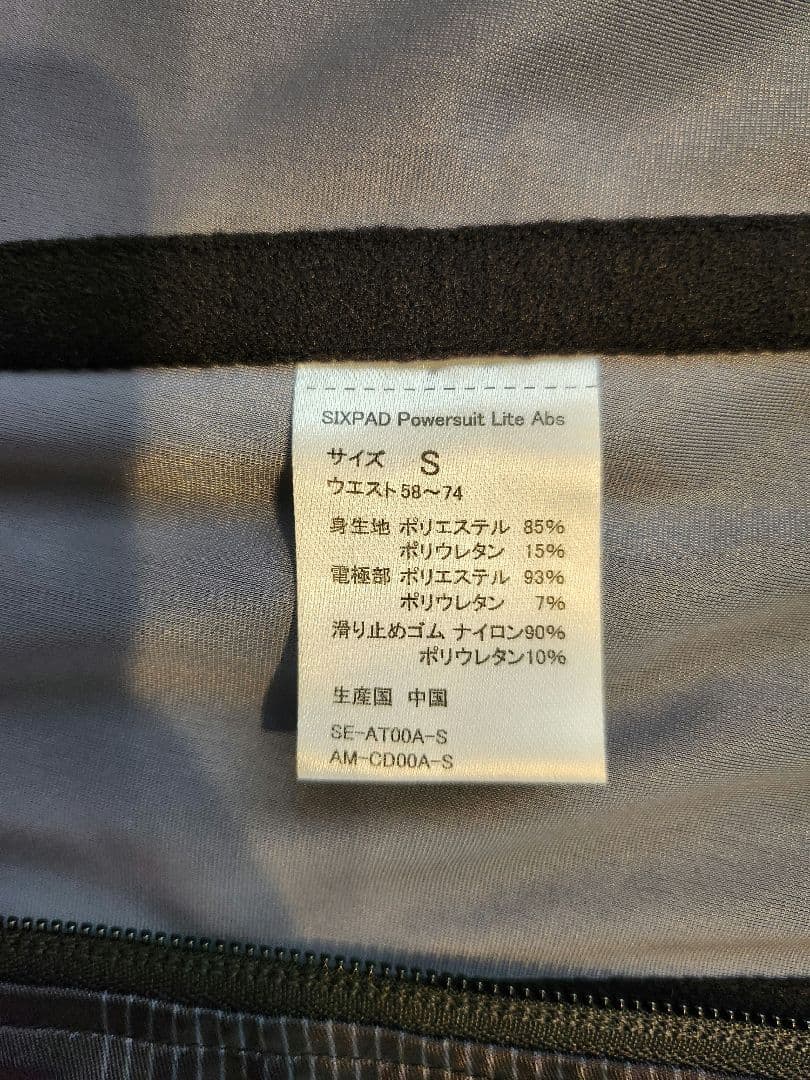 SIXPAD Powersuit Lite Abs
サイズ S
ウエスト58～74
身生地 ポリエステル 85%
ポリウレタン 15%
電極部 ポリエステル 93%
ポリウレタン 7%
滑り止めゴム ナイロン90%
ポリウレタン10%
生産国 中国
SE-AT00A-S
AM-CD00A-S